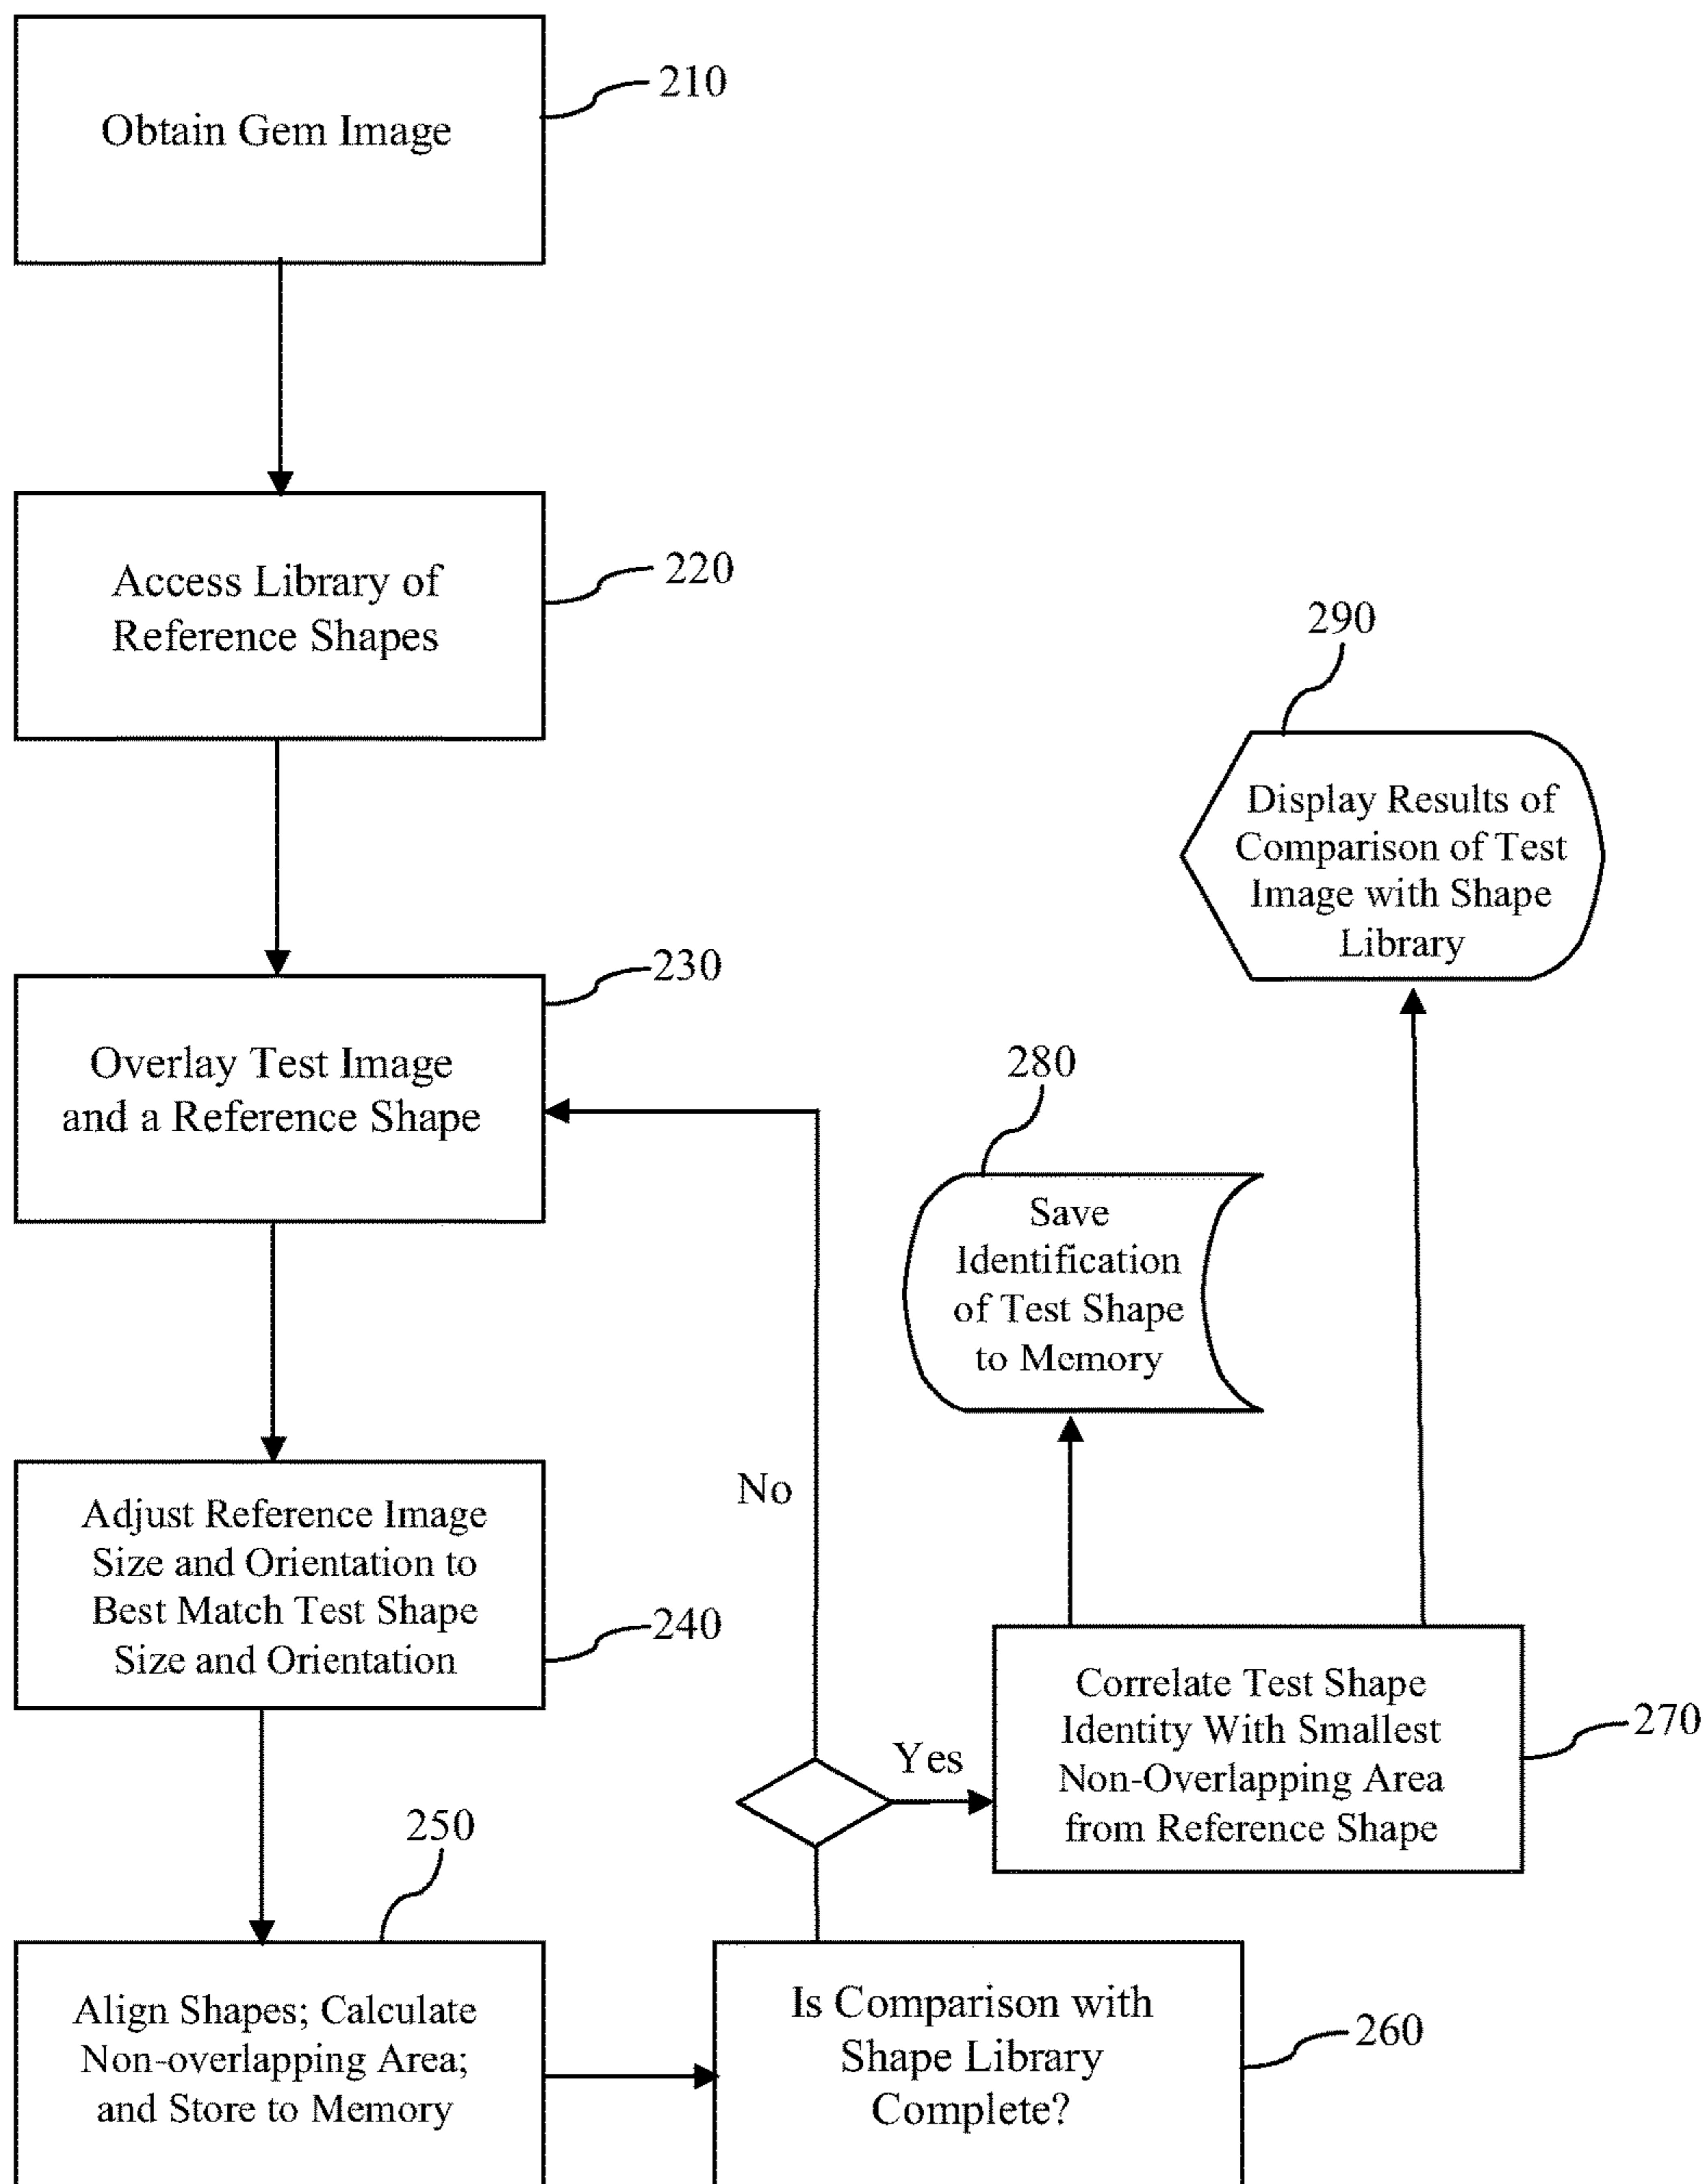 Obtain Gem Image
210
Access Library of
Reference Shapes
220
Overlay Test Image
and a Reference Shape
230
Adjust Reference Image
Size and Orientation to
Best Match Test Shape
Size and Orientation
240
250
Align Shapes; Calculate
Non-overlapping Area;
and Store to Memory
Is Comparison with
Shape Library
Complete?
260
No
Yes
Correlate Test Shape
Identity With Smallest
Non-Overlapping Area
from Reference Shape
270
280
Save
Identification
of Test Shape
to Memory
290
Display Results of
Comparison of Test
Image with Shape
Library